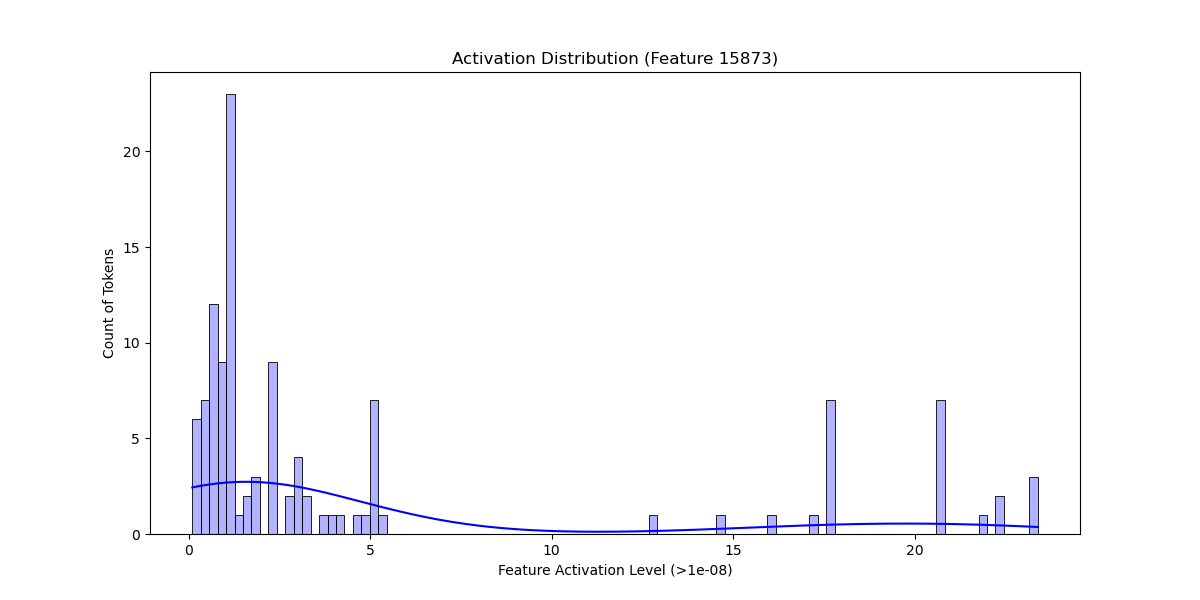 Activation Distribution (Feature 15873)
Count of Tokens
20
15
10
5
0
0 5 10 15 20
Feature Activation Level (>1e-08)